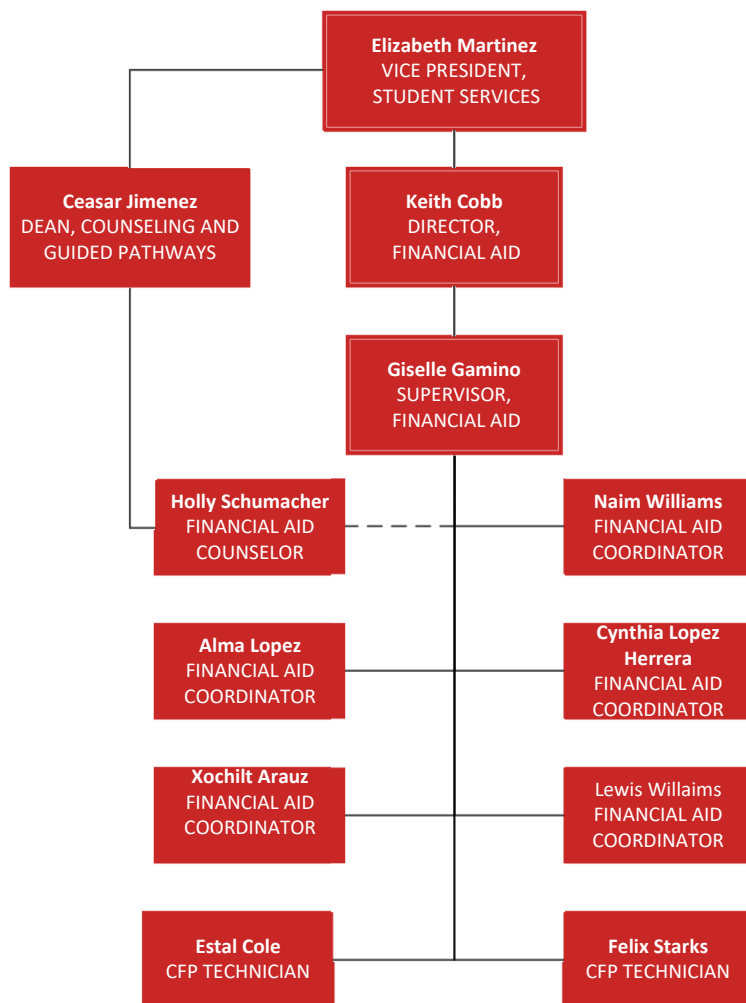 Elizabeth Martinez
VICE PRESIDENT,
STUDENT SERVICES
Ceasar Jimenez
DEAN, COUNSELING AND
GUIDED PATHWAYS
Keith Cobb
DIRECTOR,
FINANCIAL AID
Giselle Gamino
SUPERVISOR,
FINANCIAL AID
Holly Schumacher
FINANCIAL AID
COUNSELOR
Naim Williams
FINANCIAL AID
COORDINATOR
Alma Lopez
FINANCIAL AID
COORDINATOR
Cynthia Lopez
Herrera
FINANCIAL AID
COORDINATOR
Xochilt Arauz
FINANCIAL AID
COORDINATOR
Lewis Willaims
FINANCIAL AID
COORDINATOR
Estal Cole
CFP TECHNICIAN
Felix Starks
CFP TECHNICIAN